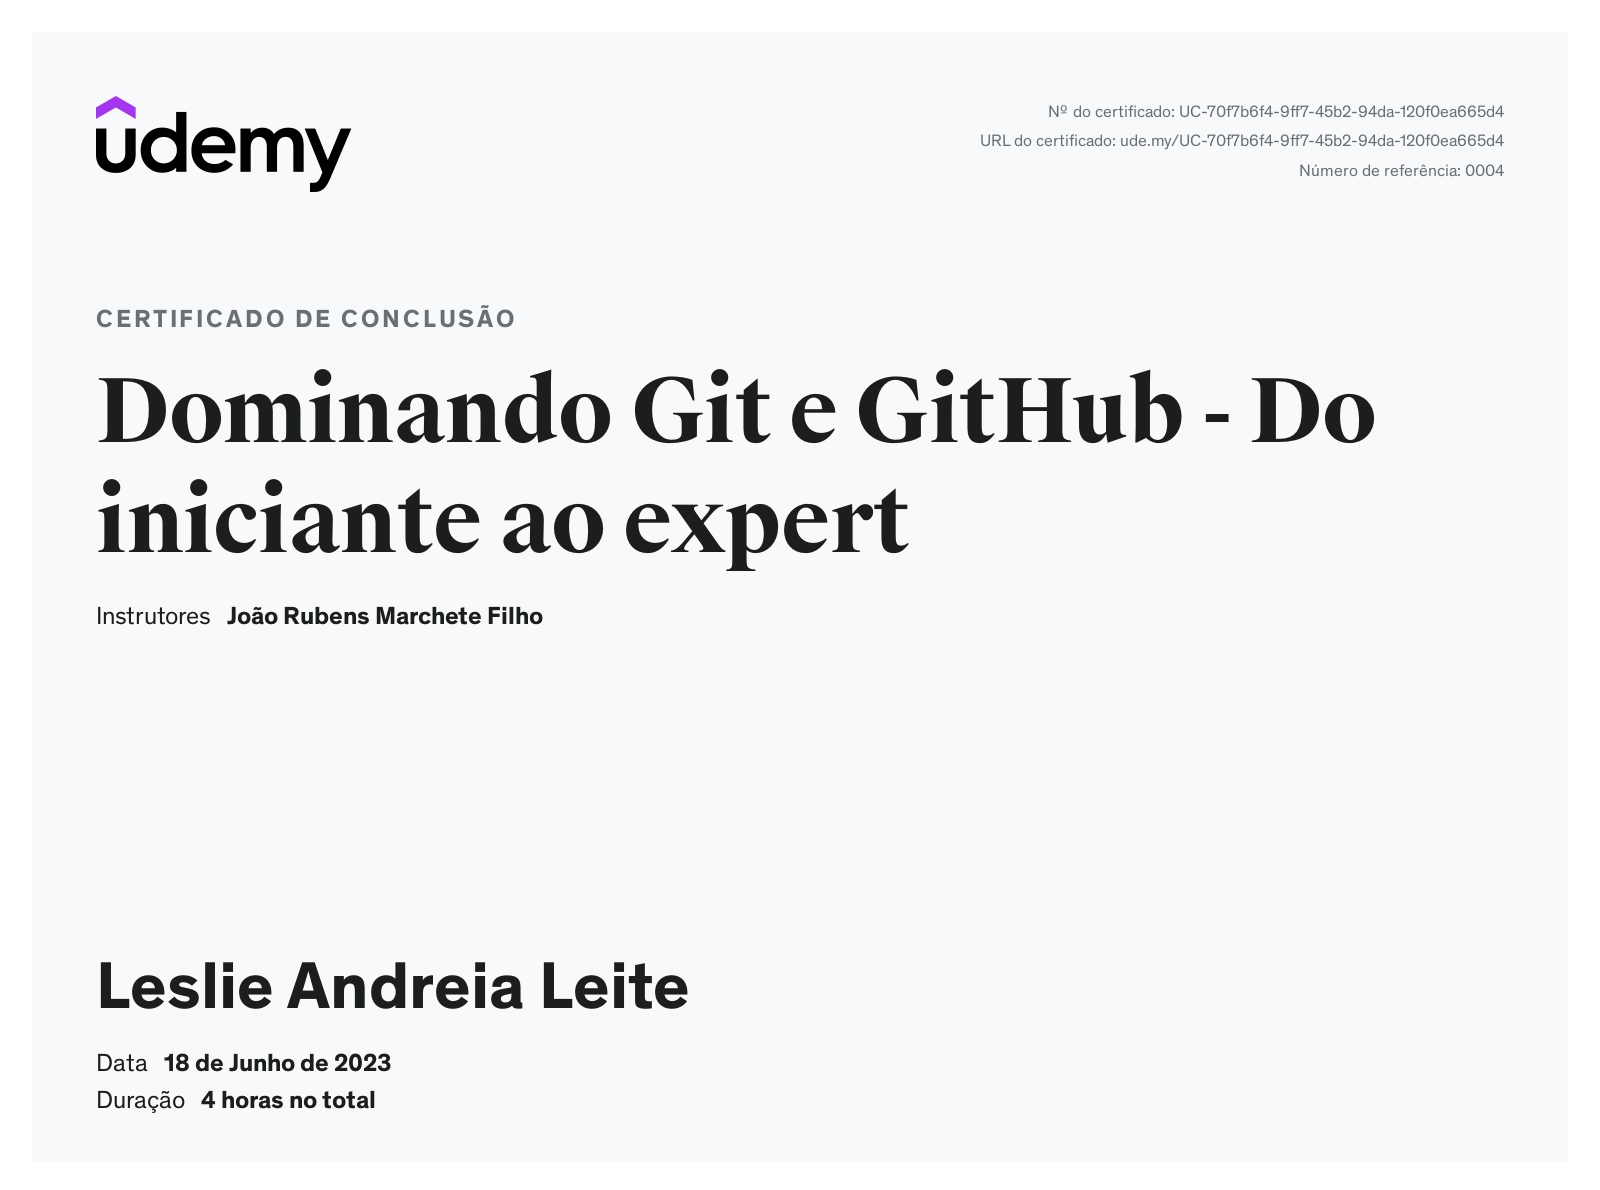 udemy
Nº do certificado: UC-70f7b6f4-9ff7-45b2-94da-120f0ea665d4
URL do certificado: ude.my/UC-70f7b6f4-9ff7-45b2-94da-120f0ea665d4
Número de referência: 0004
CERTIFICADO DE CONCLUSÃO
Dominando Git e GitHub - Do
iniciante ao expert
Instrutores João Rubens Marchete Filho
Leslie Andreia Leite
Data 18 de Junho de 2023
Duração 4 horas no total